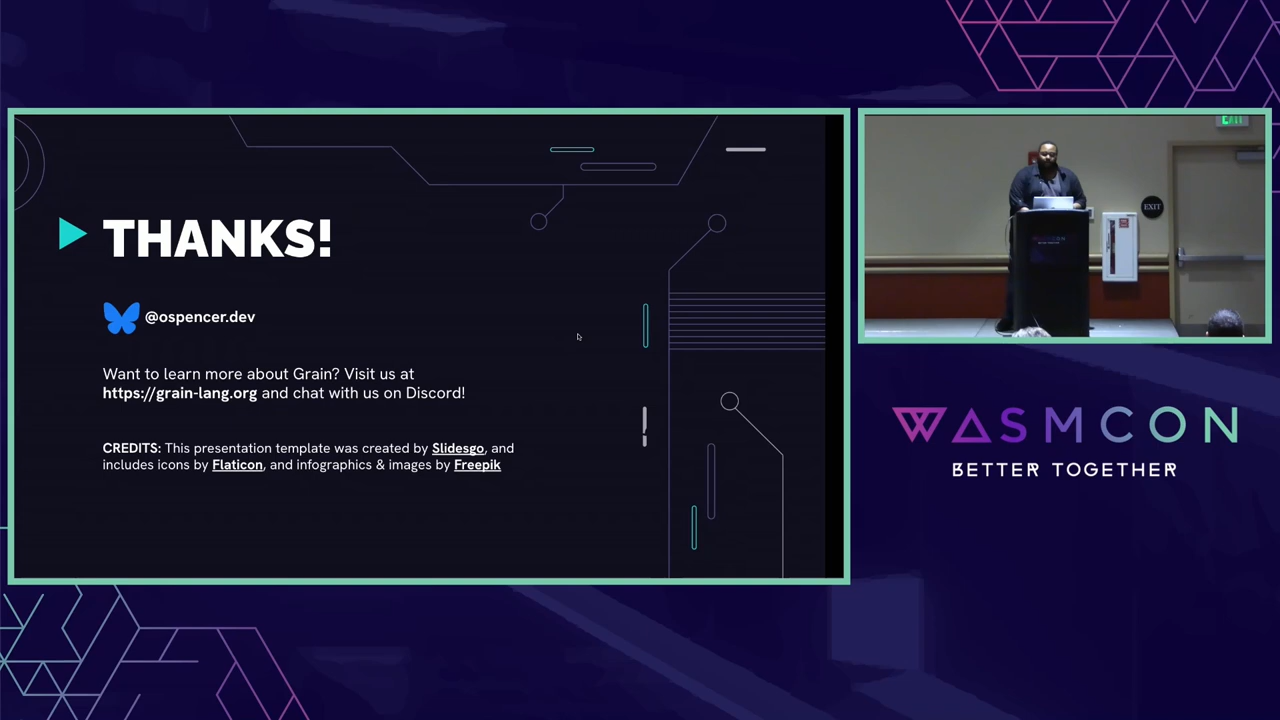 THANKS!
@ospencer.dev
Want to learn more about Grain? Visit us at
https://grain-lang.org and chat with us on Discord!
CREDITS: This presentation template was created by Slidesgo, and
includes icons by Flaticon, and infographics & images by Freepik
EXIT
EXIT
WASMCON
BETTER TOGETHER